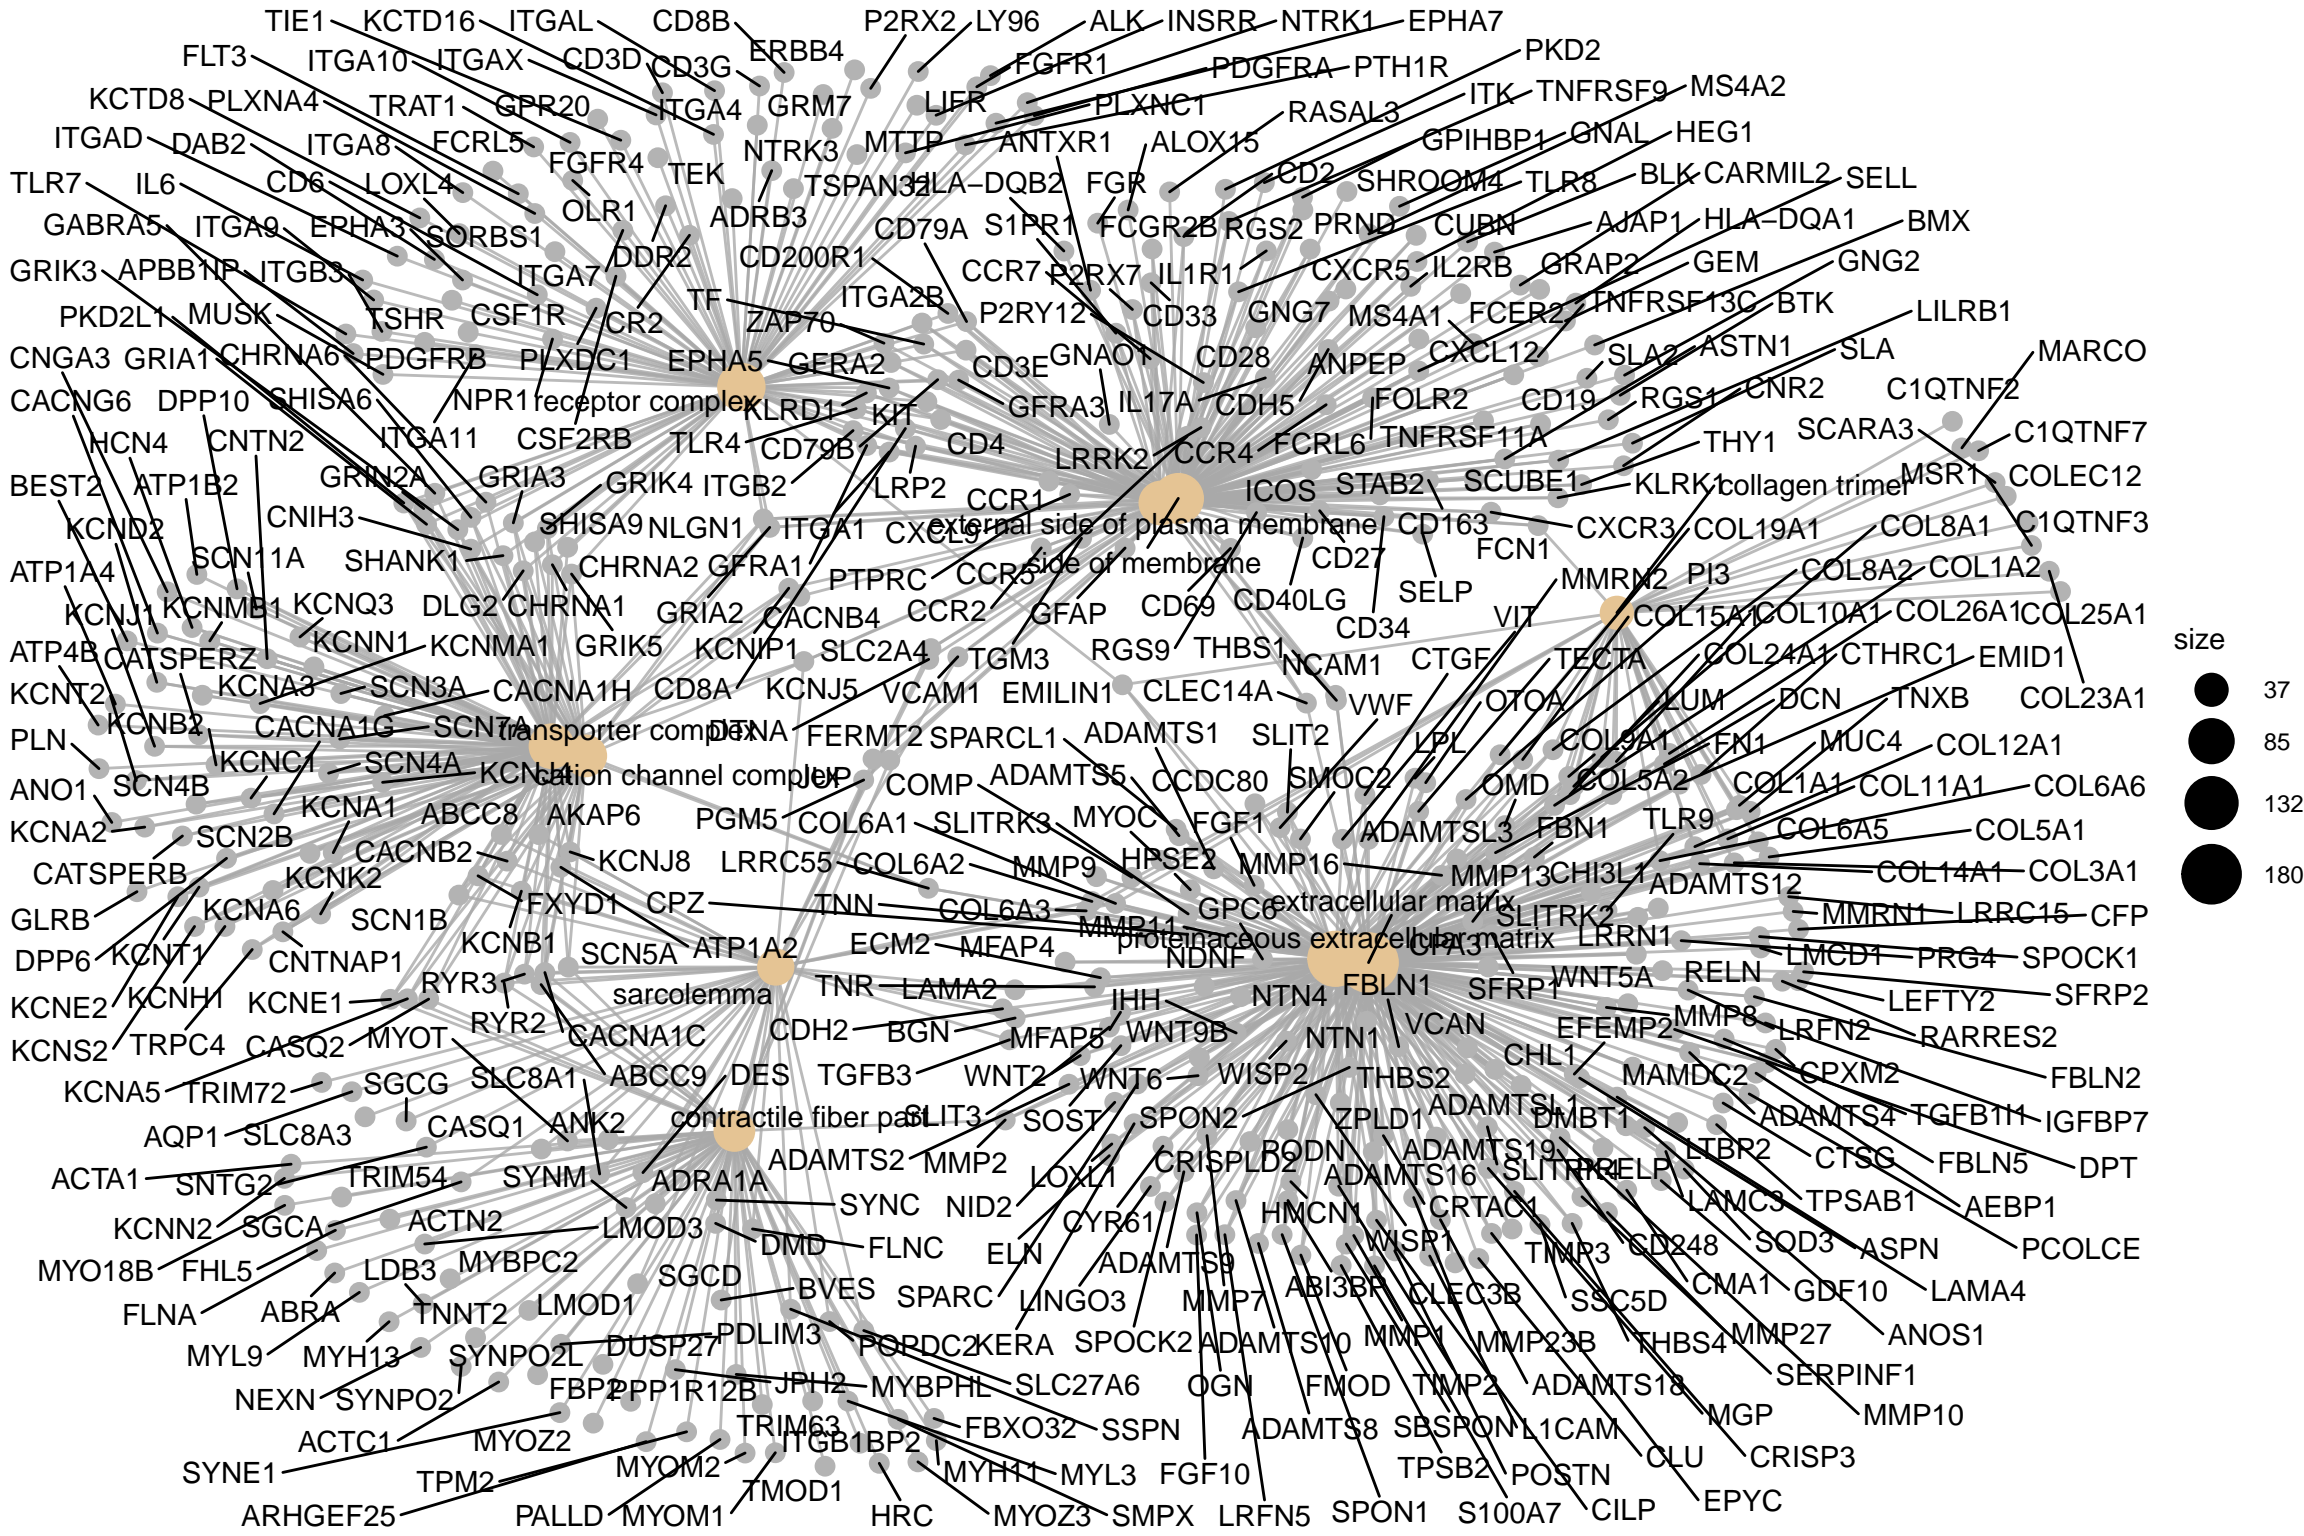 TIE1 KCTD16 ITGAL CD8B P2RX2 LY96 ALK INSRR NTRK1 EPHA7
FLT3 ITGA10 ITGAX CD3D CD3G ERBB4 FGFR1 PDGFRA PTH1R PKD2
KCTD8 PLXNA4 TRAT1 GPR20 ITGA4 GRM7 LIFR PLXNC1 RASAL3 ITK TNFRSF9 MS4A2
ITGAD DAB2 ITGA8 FCRL5 FGFR4 TEK NTRK3 MTTP ANTXR1 ALOX15 GPIHBP1 GNAL HEG1
TLR7 IL6 CD6 LOXL4 OLR1 ADRB3 TSPAN32 HLA−DQB2 FGR CD2 SHROOM4 TLR8 BLK CARMIL2 SELL
GABRA5 ITGA9 EPHA3 SORBS1 DDR2 CD200R1 CD79A S1PR1 FCGR2B RGS2 PRND CUBN AJAP1 HLA−DQA1 BMX
GRIK3 APBB1IP ITGB3 ITGA7 TF ITGA2B CCR7 P2RX7 IL1R1 CXCR5 IL2RB GRAP2 GEM GNG2
PKD2L1 MUSK TSHR CSF1R CR2 ZAP70 P2RY12 CD33 GNG7 MS4A1 FCER2 TNFRSF13C BTK LILRB1
CNGA3 GRIA1 CHRNA6 PDGFRB PLXDC1 EPHA5 GFRA2 CD3E GNAO1 CD28 ANPEP CXCL12 SLA2 ASTN1 SLA MARCO
CACNG6 DPP10 SHISA6 NPR1 receptor complex KLRD1 KIT GFRA3 IL17A CDH5 FOLR2 CD19 RGS1 CNR2 C1QTNF2
HCN4 CNTN2 ITGA11 CSF2RB TLR4 CD79B CD4 LRRK2 CCR4 FCRL6 TNFRSF11A THY1 SCARA3 C1QTNF7
BEST2 ATP1B2 GRIN2A GRIA3 GRIK4 ITGB2 LRP2 CCR1 ICOS STAB2 SCUBE1 KLRK1 collagen trimer MSR1 COLEC12
KCND2 CNIH3 SHISA9 NLGN1 ITGA1 CXCL9 external side of plasma membrane CD163 CXCR3 COL19A1 COL8A1 C1QTNF3
ATP1A4 SCN11A SHANK1 CHRNA2 GFRA1 PTPRC CCR5 side of membrane CD27 FCN1 MMRN2 PI3 COL8A2 COL1A2
KCNJ1 KCNMB1 KCNQ3 DLG2 CHRNA1 GRIA2 CACNB4 CCR2 GFAP CD69 CD40LG SELP VIT COL15A1 COL10A1 COL26A1 COL25A1
ATP4B CATSPERZ KCNN1 KCNMA1 GRIK5 KCNIP1 SLC2A4 TGM3 RGS9 THBS1 NCAM1 CD34 CTGF TECTA COL24A1 CTHRC1 EMID1
KCNT2 KCNA3 SCN3A CACNA1H CD8A KCNJ5 VCAM1 EMILIN1 CLEC14A VWF OTOA LUM DCN TNXB COL23A1
PLN KCNB2 CACNA1G SCN7A transporter complex DTNA FERMT2 SPARCL1 ADAMTS1 SLIT2 LPL COL9A1 FN1 MUC4 COL12A1
ANO1 SCN4B KCNC1 SCN4A KCNJ4 cation channel complex JUP COMP ADAMTS5 CCDC80 SMOC2 OMD COL5A2 COL1A1 COL11A1 COL6A6
KCNA2 SCN2B KCNA1 ABCC8 AKAP6 PGM5 COL6A1 SLITRK3 MYOC FGF1 ADAMTSL3 FBN1 TLR9 COL6A5 COL5A1
CATSPERB KCNK2 CACNB2 KCNJ8 LRRC55 COL6A2 MMP9 HPSE2 MMP16 MMP13 CHI3L1 ADAMTS12 COL14A1 COL3A1
GLRB KCNA6 SCN1B FXYD1 CPZ TNN COL6A3 MMP11 GPC6 extracellular matrix SLITRK2 MMRN1 LRRC15 CFP
DPP6 KCNT1 CNTNAP1 KCNB1 SCN5A ATP1A2 ECM2 MFAP4 NDNF proteinaceous extracellular matrix CPA3 LRRN1 LMCD1 PRG4 SPOCK1
KCNE2 KCNH1 KCNE1 RYR3 sarcolemma TNR LAMA2 IHH NTN4 FBLN1 SFRP1 WNT5A RELN LEFTY2 SFRP2
KCNS2 TRPC4 CASQ2 MYOT RYR2 CACNA1C CDH2 BGN MFAP5 WNT9B NTN1 VCAN EFEMP2 MMP8 LRFN2 RARRES2
KCNA5 TRIM72 SGCG SLC8A1 ABCC9 DES TGFB3 WNT2 WNT6 WISP2 THBS2 CHL1 MAMDC2 CPXM2 FBLN2
AQP1 SLC8A3 CASQ1 ANK2 contractile fiber part SLIT3 SOST SPON2 ZPLD1 ADAMTSL1 DMBT1 ADAMTS4 TGFB1I1 IGFBP7
ACTA1 SNTG2 TRIM54 SYNM ADRA1A ADAMTS2 MMP2 LOXL1 CRISPLD2 PODN ADAMTS16 ADAMTS19 SLITRK4 PRELP LTBP2 CTSG FBLN5 DPT
KCNN2 SGCA ACTN2 LMOD3 SYNC NID2 CYR61 HMCN1 CRTAC1 LAMC3 TPSAB1 AEBP1
MYO18B FHL5 LDB3 MYBPC2 DMD FLNC ELN ADAMTS9 WISP1 TIMP3 CD248 SOD3 ASPN PCOLCE
FLNA ABRA TNNT2 LMOD1 SGCD BVES SPARC LINGO3 MMP7 ABI3BP CLEC3B SSC5D CMA1 GDF10 LAMA4
MYL9 MYH13 SYNPO2L DUSP27 PDLIM3 POPDC2 KERA SPOCK2 ADAMTS10 MMP1 MMP23B THBS4 MMP27 ANOS1
NEXN SYNPO2 FBP2 PPP1R12B JPH2 MYBPHL SLC27A6 OGN FMOD TIMP2 ADAMTS18 SERPINF1
ACTC1 MYOZ2 TRIM63 ITGB1BP2 FBXO32 SSPN ADAMTS8 SBSPON L1CAM MGP MMP10
SYNE1 TPM2 MYOM2 TMOD1 MYH11 MYL3 FGF10 TPSB2 POSTN CLU CRISP3
ARHGEF25 PALLD MYOM1 HRC MYOZ3 SMPX LRFN5 SPON1 S100A7 CILP EPYC
size
37
85
132
180